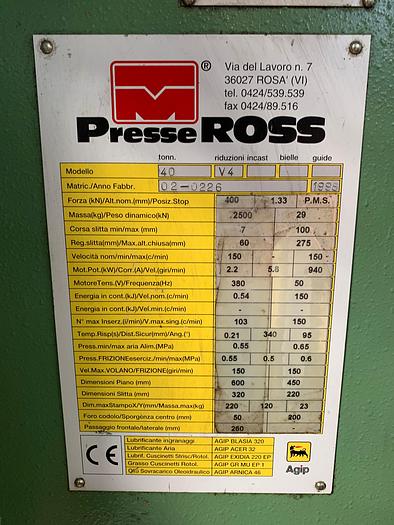 ® Via del Lavoro n. 7
36027 ROSA' (VI)
tel. 0424/539.539
fax 0424/89.516
Presse ROSS
tonn. riduzioni incast bielle guide
Modello 40 V4
Matric./Anno Fabbr. 02-0226 1998
Forza (kN)/Alt.nom.(mm)/Posiz.Stop 400 1.33 P.M.S.
Massa(kg)/Peso dinamico(kN) 2500 29
Corsa slitta min/max (mm) 7 100
Reg.slitta(mm)/Max.alt.chiusa(mm) 60 275
Velocità nom/min/max(c/min) 150 - 150 -
Mot.Pot.(kW)/Corr.(A)/Vel.(giri/min) 2.2 5.8 940
MotoreTens.(V)/Frequenza(Hz) 380 50
Energia in cont.(kJ)/Vel.nom.(c/min) 0.54 150
Energia in cont.(kJ)/Vel.min.(c/min) - -
N° max Inserz.(i/min)/V.max.sing.(c/min) 103 150
Temp.Risp(s)/Dist.Sicur(mm)/Ang.(°) 0.21 340 95
Press.min/max aria Alim.(MPa) 0.55 0.65
Press.FRIZIONEeserciz./min/max(MPa) 0.55 0.5 0.6
Vel.Max.VOLANO/FRIZIONE(giri/min) 150 150
Dimensioni Piano (mm) 600 450
Dimensioni Slitta (mm) 320 220
Dim.maxStampoX/Y(mm/Massa.max(kg) 220 120 23
Foro codolo/Sporgenza centro (mm) 50 200
Passaggio frontale/laterale (mm) 260 -
CE
Lubrificante ingranaggi AGIP BLASIA 320
Lubrificante Aria AGIP ACER 32
Lubrif. Cuscinetti Strisc/Rotol. AGIP EXIDIA 220 EP
Grasso Cuscinetti Rotol. AGIP GR MU EP 1
Olio Sovracarico Oleoidraulico AGIP ARNICA 46
Agip